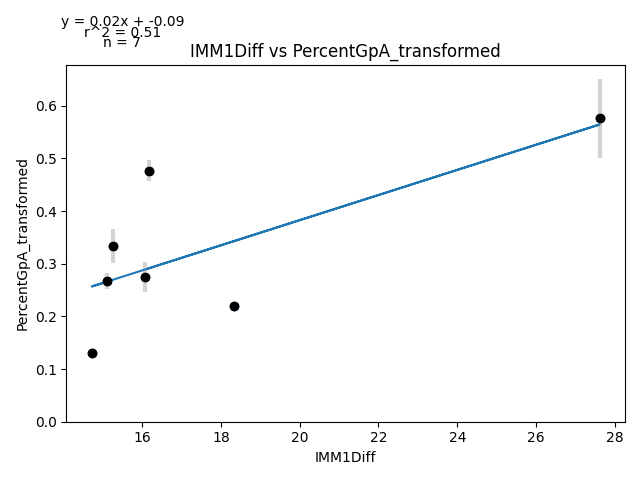 y = 0.02x + -0.09
r^2 = 0.51
n = 7
IMM1Diff vs PercentGpA_transformed
PercentGpA_transformed
0.6
0.5
0.4
0.3
0.2
0.1
0.0
16
18
20
22
24
26
28
IMM1Diff